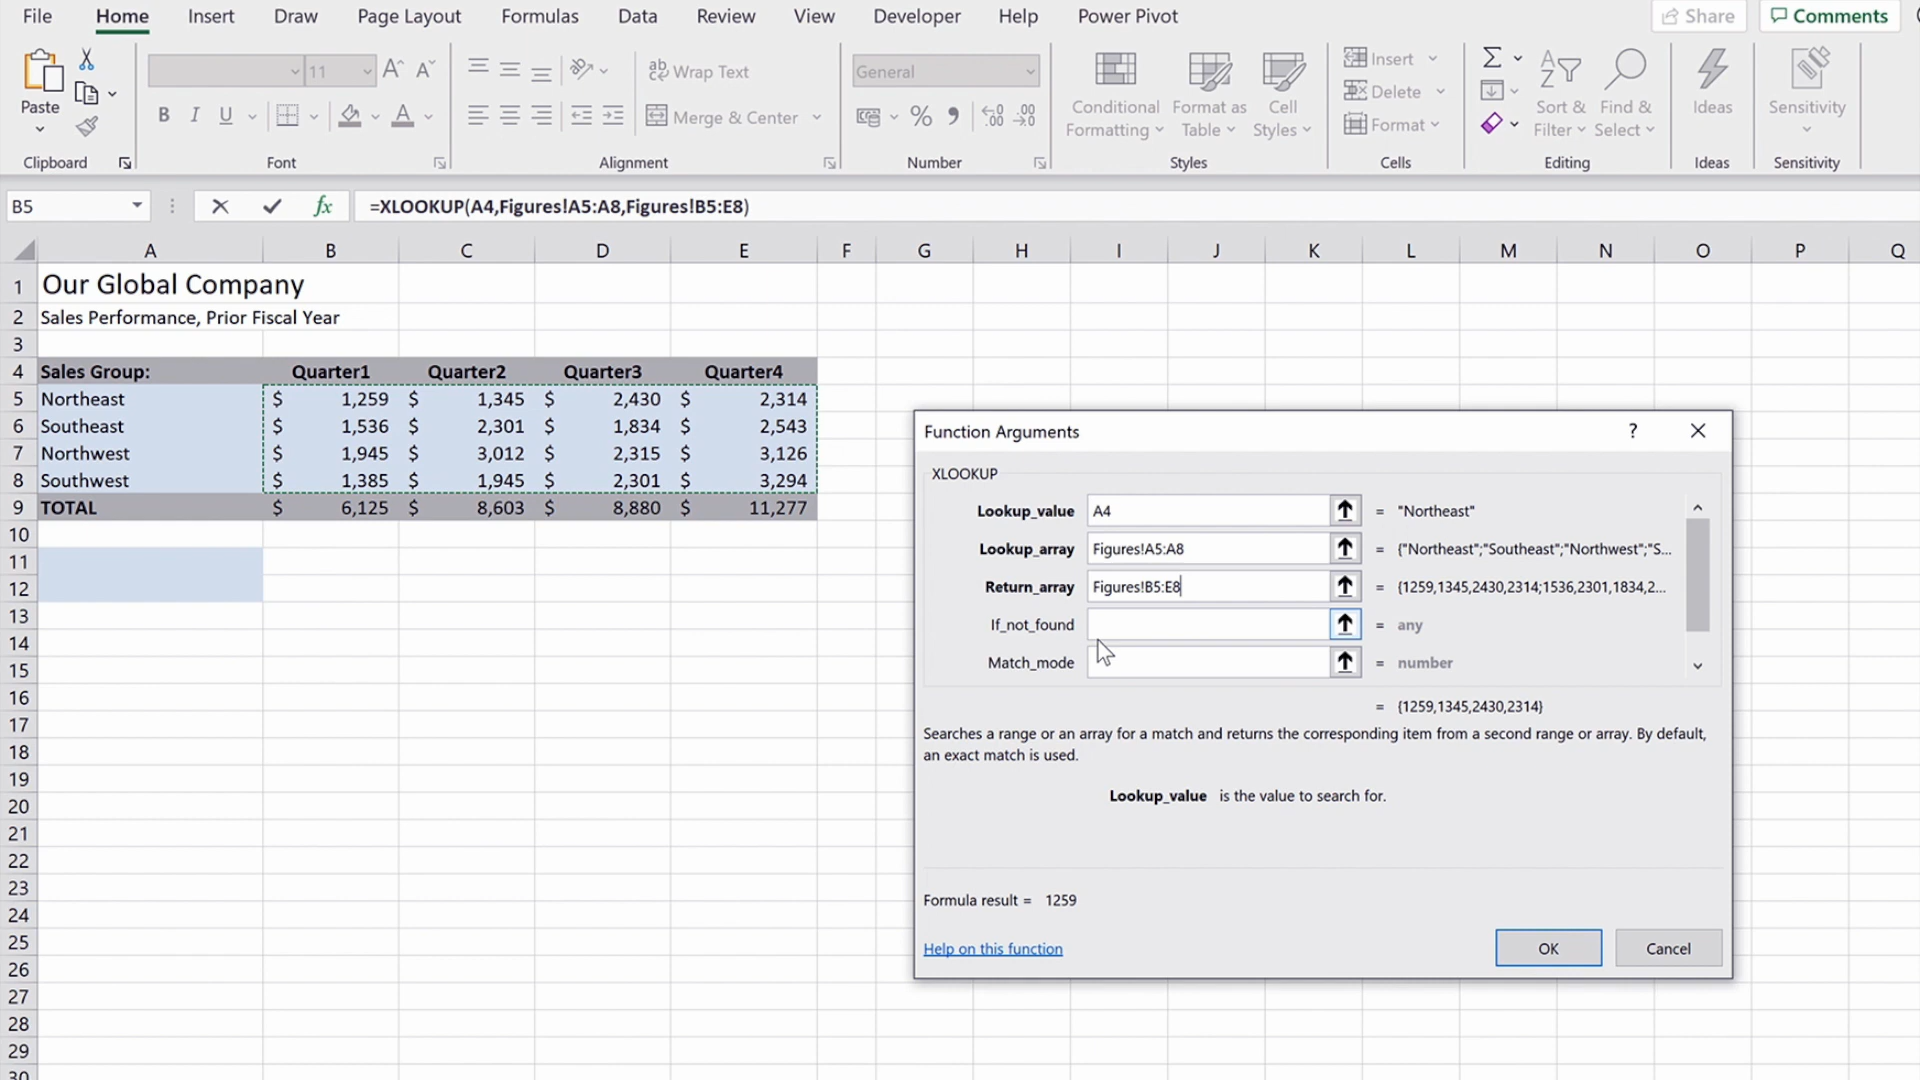 File Home Insert Draw Page Layout Formulas Data Review View Developer Help Power Pivot Share Comments
11 General
Paste B I U Wrap Text Merge & Center % Conditional Formatting Format as Table Cell Styles Insert Delete Format Sort & Filter Find & Select Ideas Sensitivity
Clipboard Font Alignment Number Styles Cells Editing Ideas Sensitivity
B5 fx =XLOOKUP(A4,Figures!A5:A8,Figures!B5:E8)
A B C D E F G H I J K L M N O P Q
1 Our Global Company
2 Sales Performance, Prior Fiscal Year
3
4 Sales Group: Quarter1 Quarter2 Quarter3 Quarter4
5 Northeast $ 1,259 $ 1,345 $ 2,430 $ 2,314
6 Southeast $ 1,536 $ 2,301 $ 1,834 $ 2,543
7 Northwest $ 1,945 $ 3,012 $ 2,315 $ 3,126
8 Southwest $ 1,385 $ 1,945 $ 2,301 $ 3,294
9 TOTAL $ 6,125 $ 8,603 $ 8,880 $ 11,277
10
11
12
13
14
15
16
17
18
19
20
21
22
23
24
25
26
27
28
29
30
Function Arguments ?
XLOOKUP
Lookup_value A4 = "Northeast"
Lookup_array Figures!A5:A8 = {"Northeast";"Southeast";"Northwest";"S...
Return_array Figures!B5:E8 = {1259,1345,2430,2314;1536,2301,1834,2...
If_not_found = any
Match_mode = number
= {1259,1345,2430,2314}
Searches a range or an array for a match and returns the corresponding item from a second range or array. By default,
an exact match is used.
Lookup_value is the value to search for.
Formula result = 1259
Help on this function OK Cancel